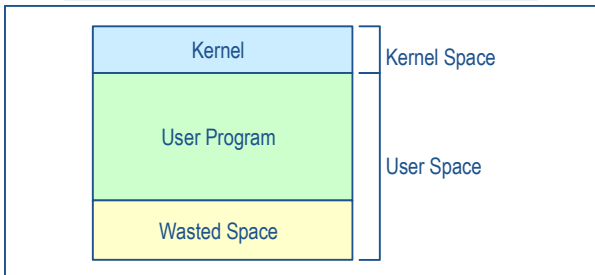 Kernel
Kernel Space
User Program
User Space
Wasted Space